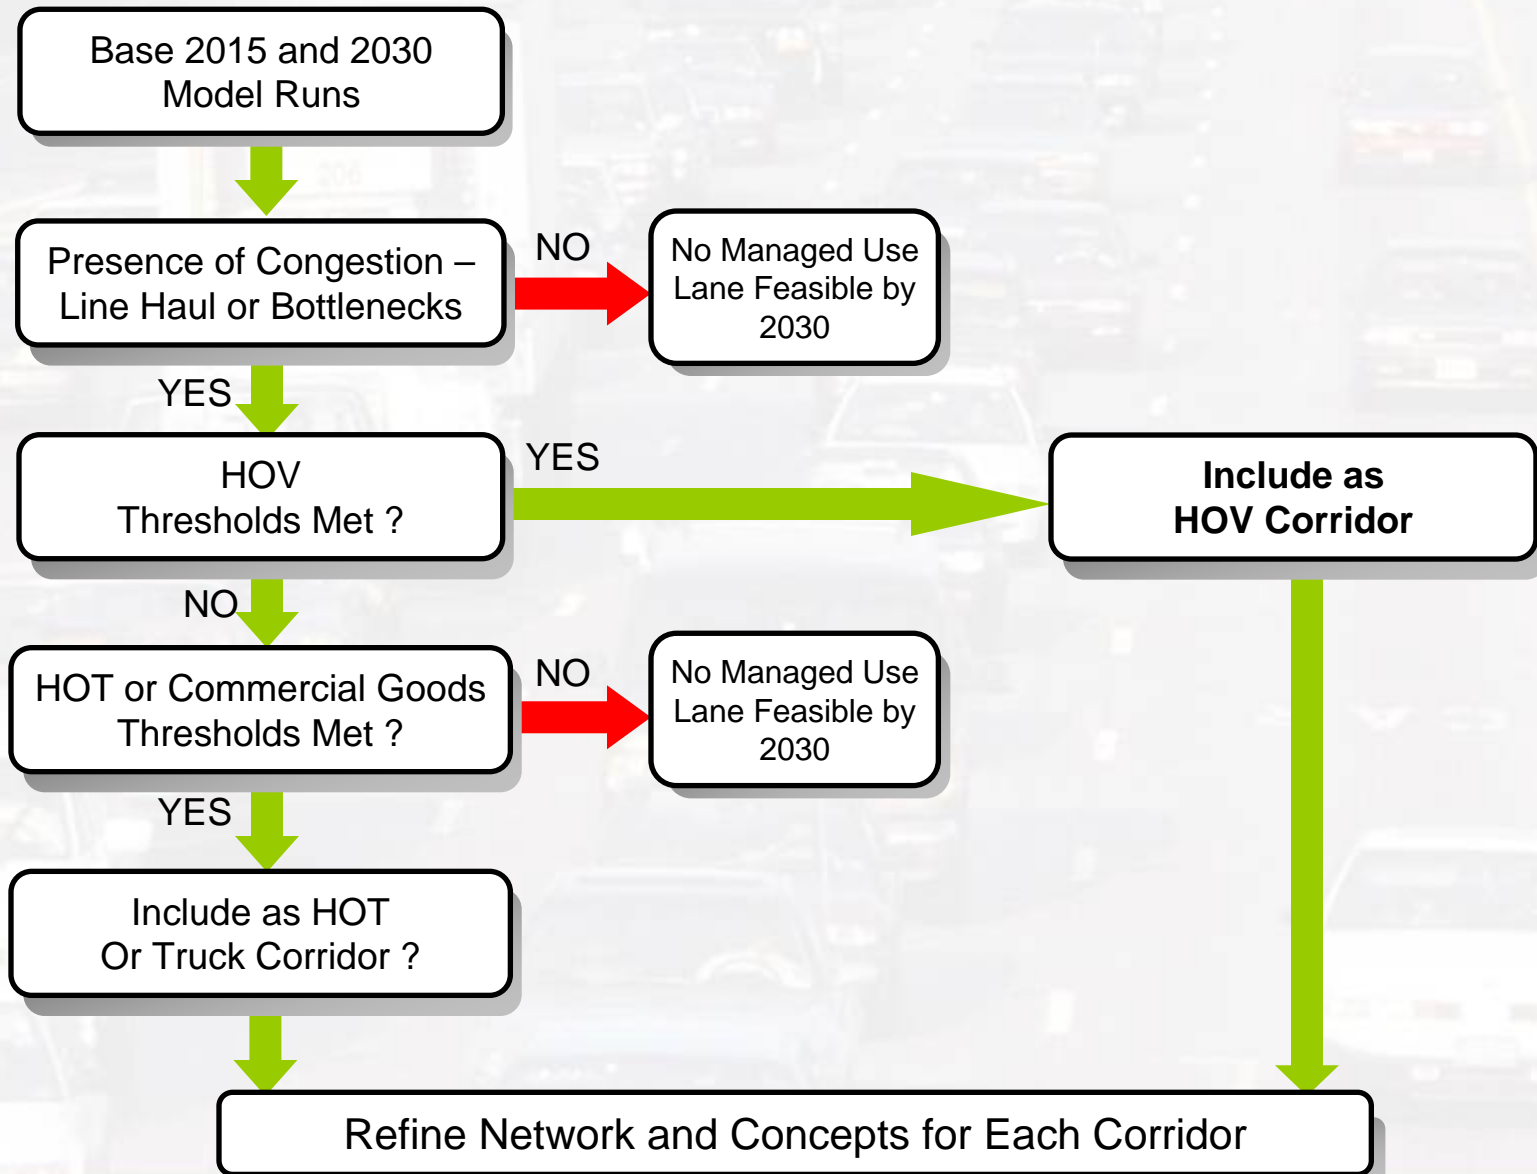 Base 2015 and 2030
Model Runs
Presence of Congestion –
Line Haul or Bottlenecks
NO
No Managed Use
Lane Feasible by
2030
YES
HOV
Thresholds Met ?
YES
Include as
HOV Corridor
NO
HOT or Commercial Goods
Thresholds Met ?
NO
No Managed Use
Lane Feasible by
2030
YES
Include as HOT
Or Truck Corridor ?
Refine Network and Concepts for Each Corridor